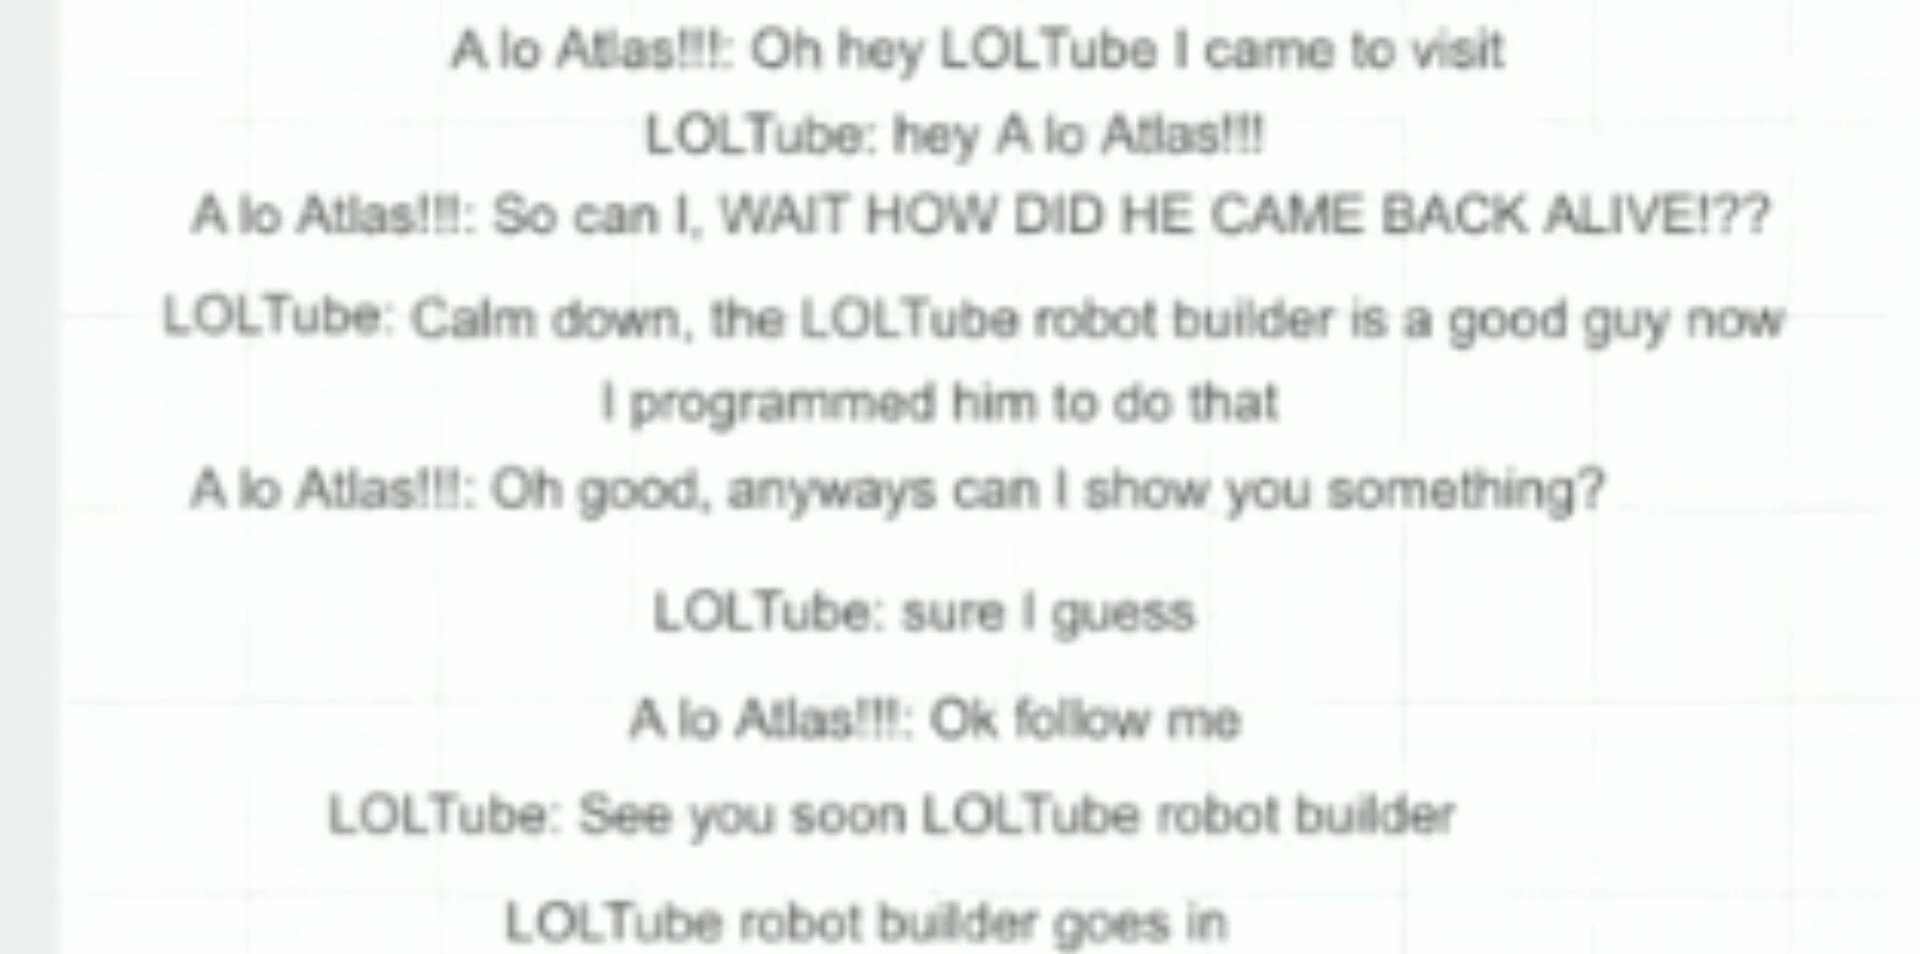 A lo Atlas!!!: Oh hey LOLTube I came to visit
LOLTube: hey A lo Atlas!!!
A lo Atlas!!!: So can I, WAIT HOW DID HE CAME BACK ALIVE!??
LOLTube: Calm down, the LOLTube robot builder is a good guy now
I programmed him to do that
A lo Atlas!!!: Oh good, anyways can I show you something?
LOLTube: sure I guess
A lo Atlas!!!: Ok follow me
LOLTube: See you soon LOLTube robot builder
LOLTube robot builder goes in